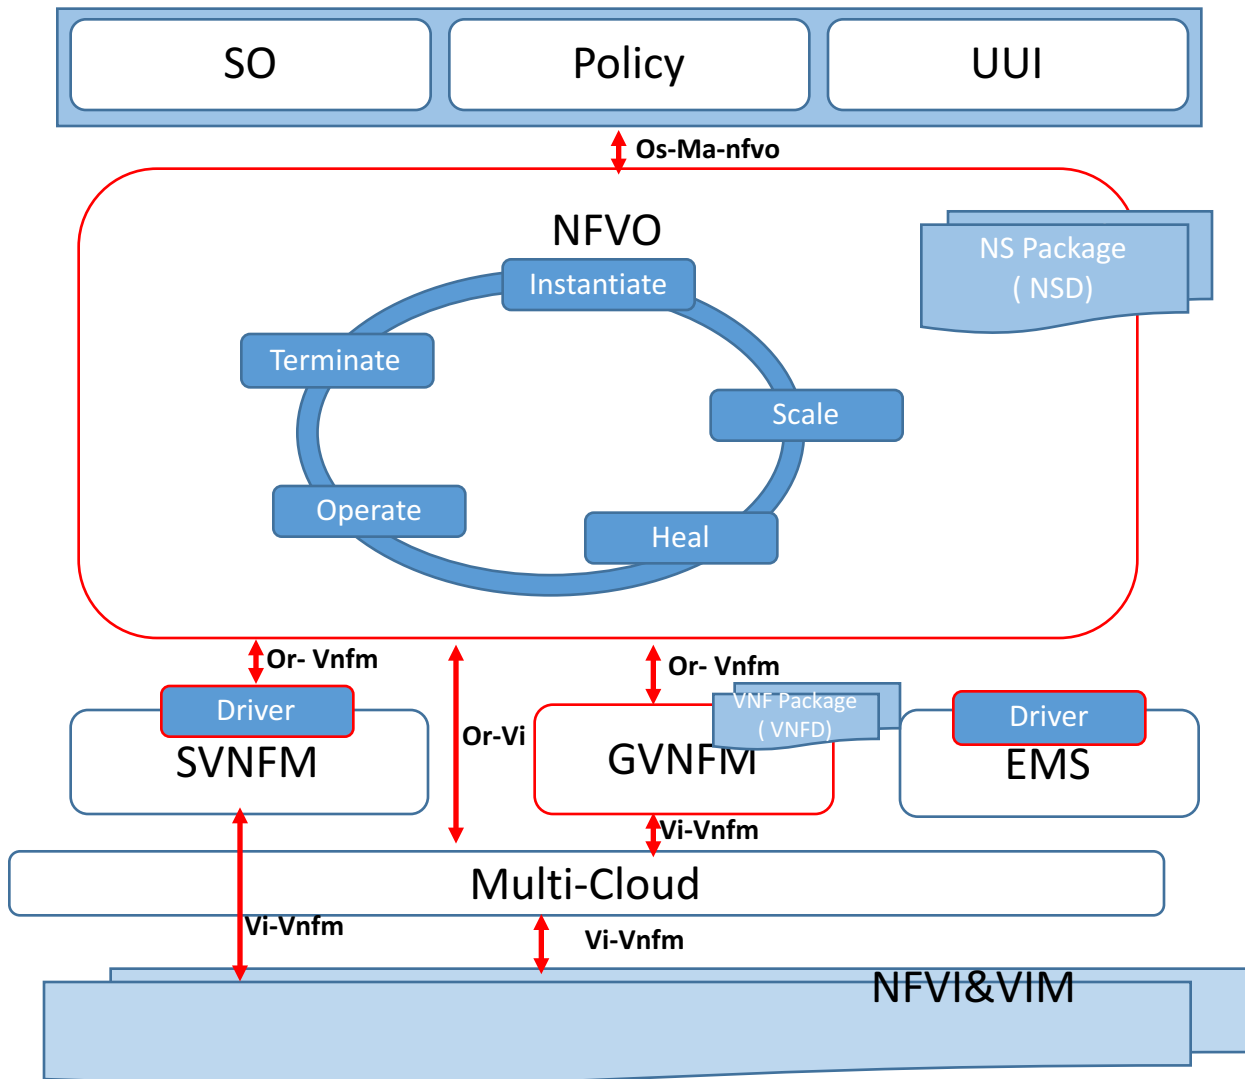 SO
Policy
UUI
Os-Ma-nfvo
NFVO
NS Package
( NSD)
Instantiate
Terminate
Scale
Operate
Heal
Or- Vnfm
Or- Vnfm
Driver
SVNFM
Or-Vi
VNF Package
( VNFD)
GVNFM
Driver
EMS
Vi-Vnfm
Multi-Cloud
Vi-Vnfm
Vi-Vnfm
NFVI&VIM